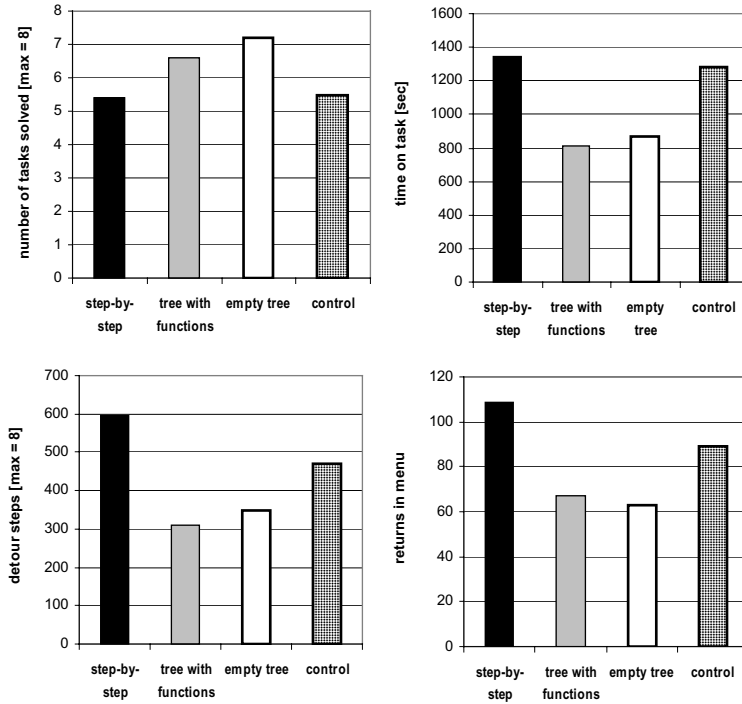 number of tasks solved [max = 8]
8
7
6
5
4
3
2
1
0
step-by-
step
tree with
functions
empty tree
control
time on task [sec]
1600
1400
1200
1000
800
600
400
200
0
step-by-
step
tree with
functions
empty
tree
control
detour steps [max = 8]
700
600
500
400
300
200
100
0
step-by-
step
tree with
functions
empty tree
control
returns in menu
120
100
80
60
40
20
0
step-by-
step
tree with
functions
empty tree
control